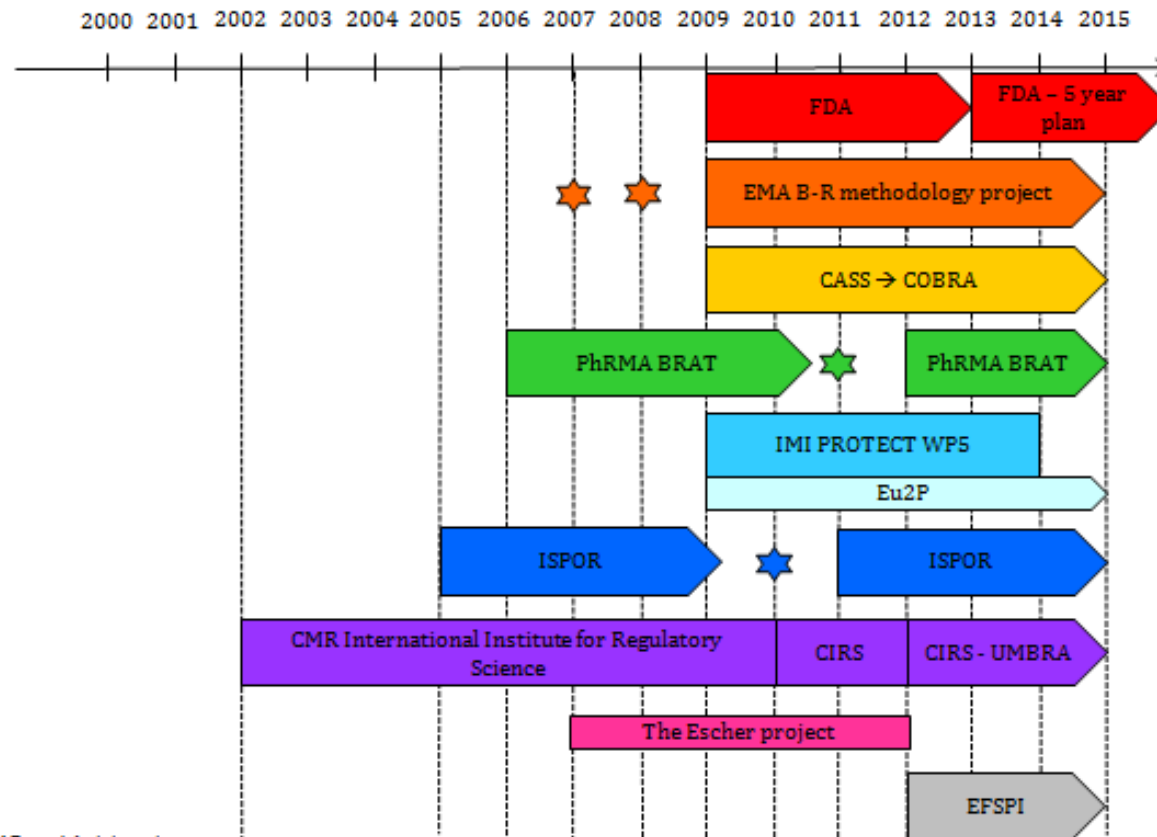 2000 2001 2002 2003 2004 2005 2006 2007 2008 2009 2010 2011 2012 2013 2014 2015
FDA
FDA – 5 year
plan
EMA B-R methodology project
CASS → COBRA
PhRMA BRAT
PhRMA BRAT
IMI PROTECT WP5
Eu2P
ISPOR
ISPOR
CMR International Institute for Regulatory
Science
CIRS
CIRS - UMBRA
The Escher project
EFSPI